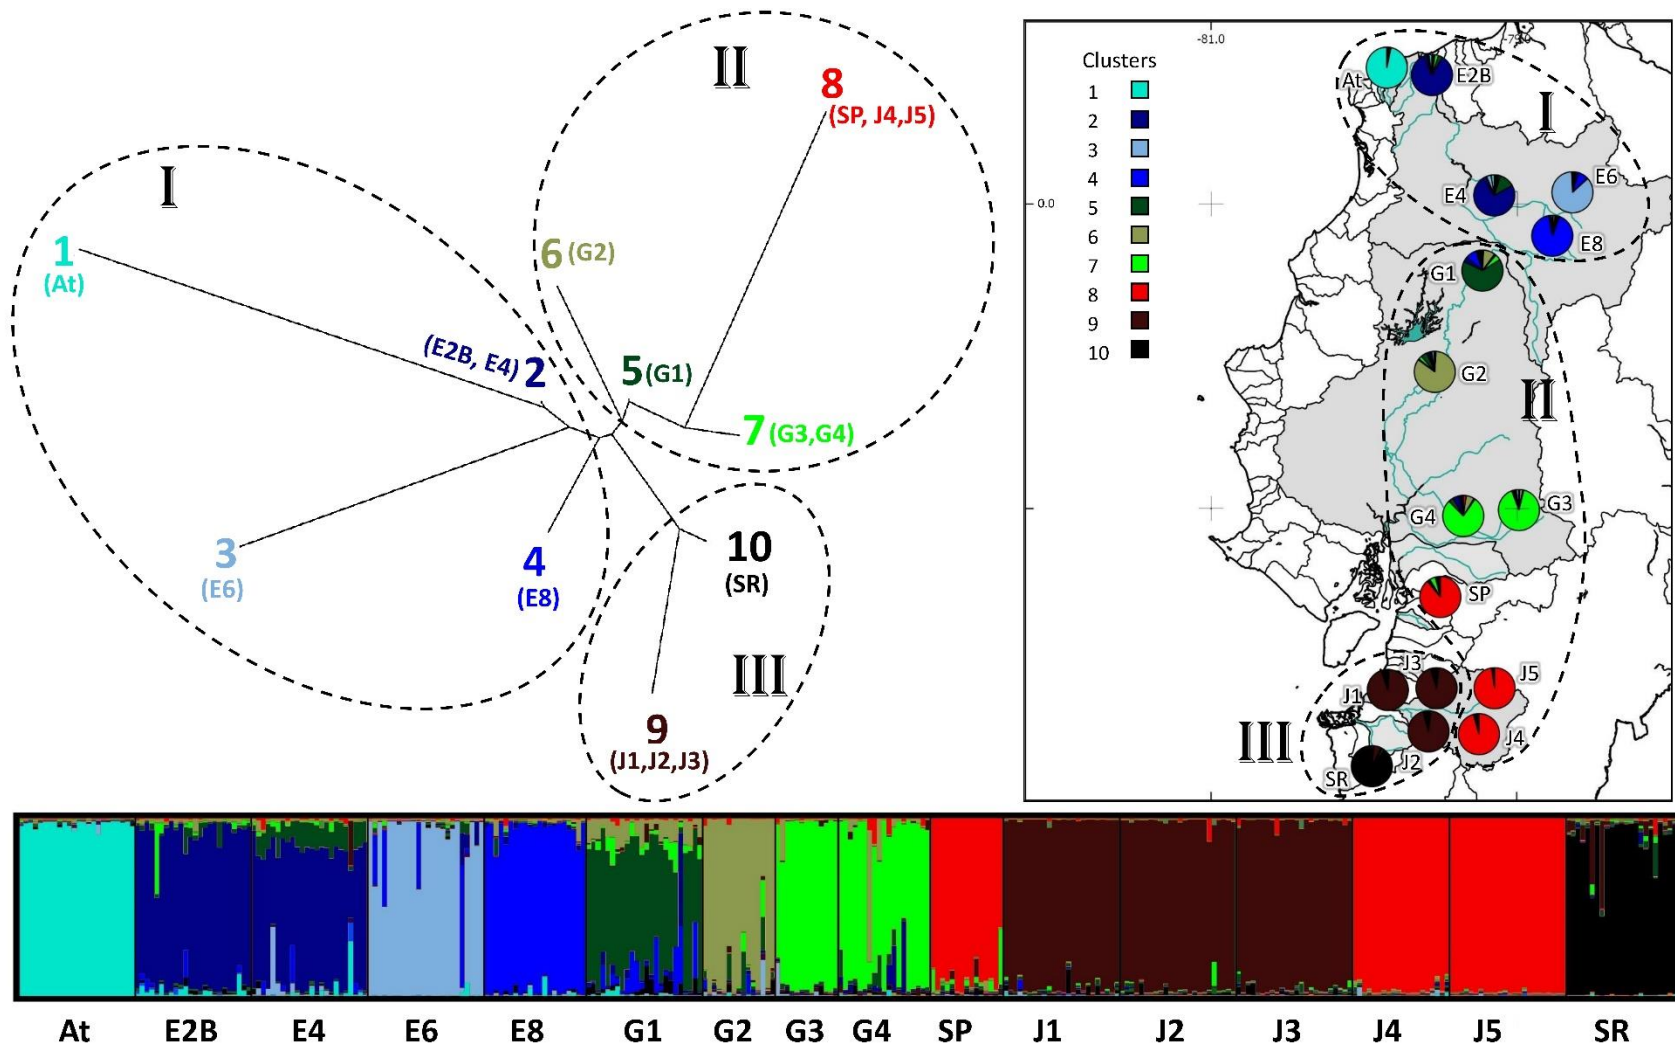 I
1
(At)
(E2B, E4) 2
3
(E6)
4
(E8)
II
8
(SP, J4,J5)
6 (G2)
5(G1)
7 (G3,G4)
10
(SR)
III
9
(J1,J2,J3)
-81.0
-79.0
0.0
Clusters
1
2
3
4
5
6
7
8
9
10
At
E2B
I
E4
E6
E8
G1
G2
II
G4
G3
SP
J3
J5
J1
III
J2
J4
SR
At E2B E4 E6 E8 G1 G2 G3 G4 SP J1 J2 J3 J4 J5 SR